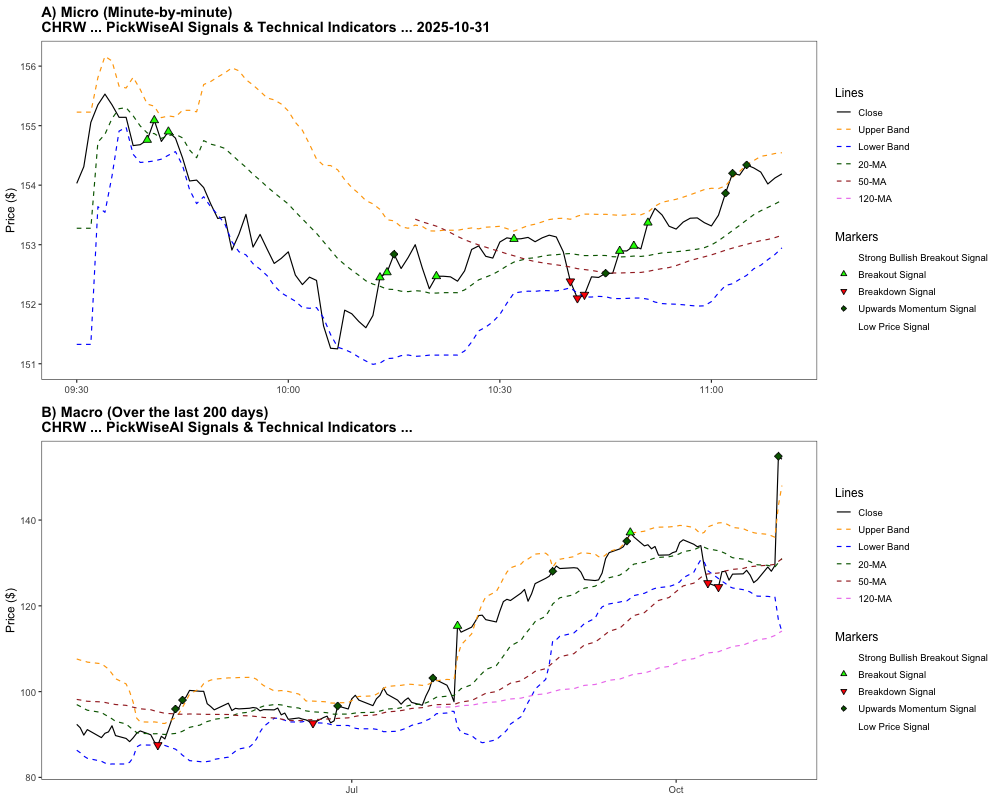 A) Micro (Minute-by-minute)
CHRW ... PickWiseAI Signals & Technical Indicators ... 2025-10-31
Price ($)
156
155
154
153
152
151
09:30
10:00
10:30
11:00
Lines
Close
Upper Band
Lower Band
20-MA
50-MA
120-MA
Markers
Strong Bullish Breakout Signal
Breakout Signal
Breakdown Signal
Upwards Momentum Signal
Low Price Signal
B) Macro (Over the last 200 days)
CHRW ... PickWiseAI Signals & Technical Indicators ...
Price ($)
140
120
100
80
Jul
Oct
Lines
Close
Upper Band
Lower Band
20-MA
50-MA
120-MA
Markers
Strong Bullish Breakout Signal
Breakout Signal
Breakdown Signal
Upwards Momentum Signal
Low Price Signal